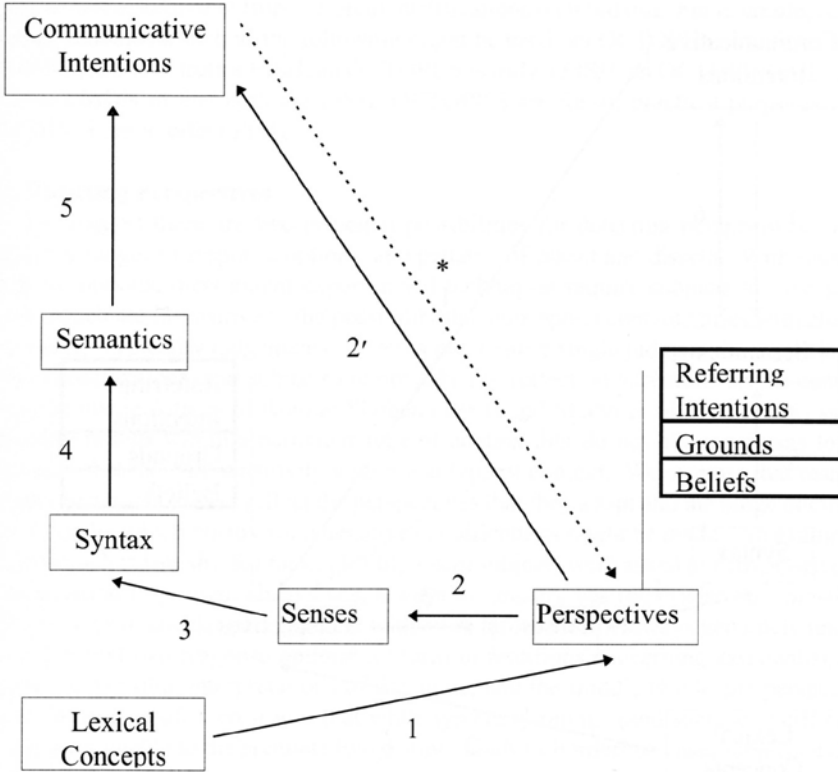 Communicative
Intentions
5
*
2′
Semantics
Referring
Intentions
Grounds
Beliefs
4
Syntax
2
Senses
Perspectives
3
Lexical
Concepts
1